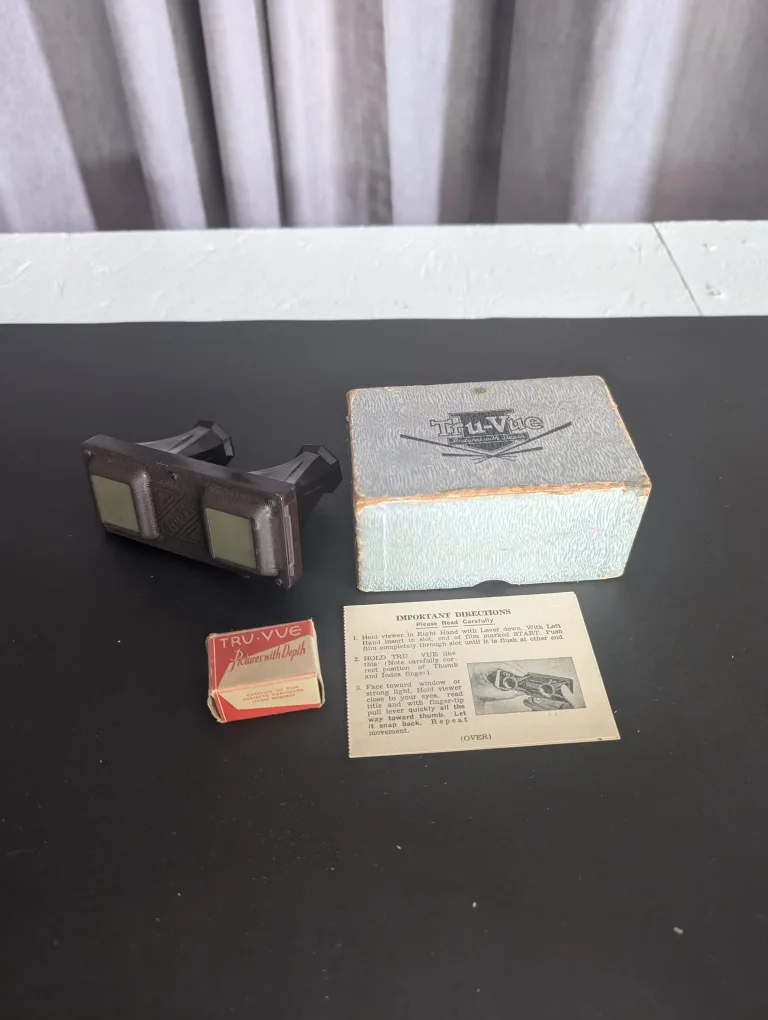 Tru-Vue
Pictures with Depth
TRU-VUE
Pictures with Depth
IMPORTANT DIRECTIONS
Please Read Carefully
1. Hold viewer in Right Hand with Lever down. With Left
Hand insert in slot, end of film marked START. Push
film completely through slot until it is flush at other end.
2. HOLD TRU VUE like
this: (Note carefully cor-
rect position of Thumb
and Index finger).
3. Face toward window or
strong light. Hold viewer
close to your eyes, read
title and with finger-tip
pull lever quickly all the
way toward thumb. Let
it snap back. Repeat
movement.
(OVER)